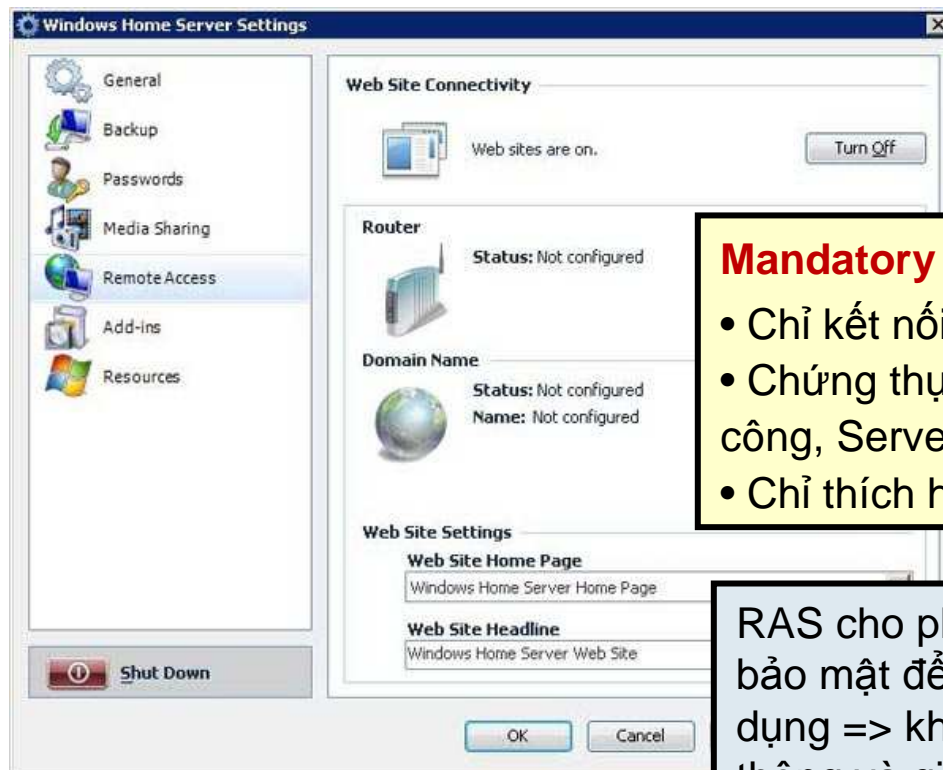 Windows Home Server Settings
General
Backup
Passwords
Media Sharing
Remote Access
Add-ins
Resources
Shut Down
Web Site Connectivity
Web sites are on.
Turn Off
Router
Status: Not configured
Domain Name
Status: Not configured
Name: Not configured
Web Site Settings
Web Site Home Page
Windows Home Server Home Page
Web Site Headline
Windows Home Server Web Site
OK
Cancel
Mandatory
• Chỉ kết nối
• Chứng thự
công, Serve
• Chỉ thích h
RAS cho ph
bảo mật để
dụng => kh